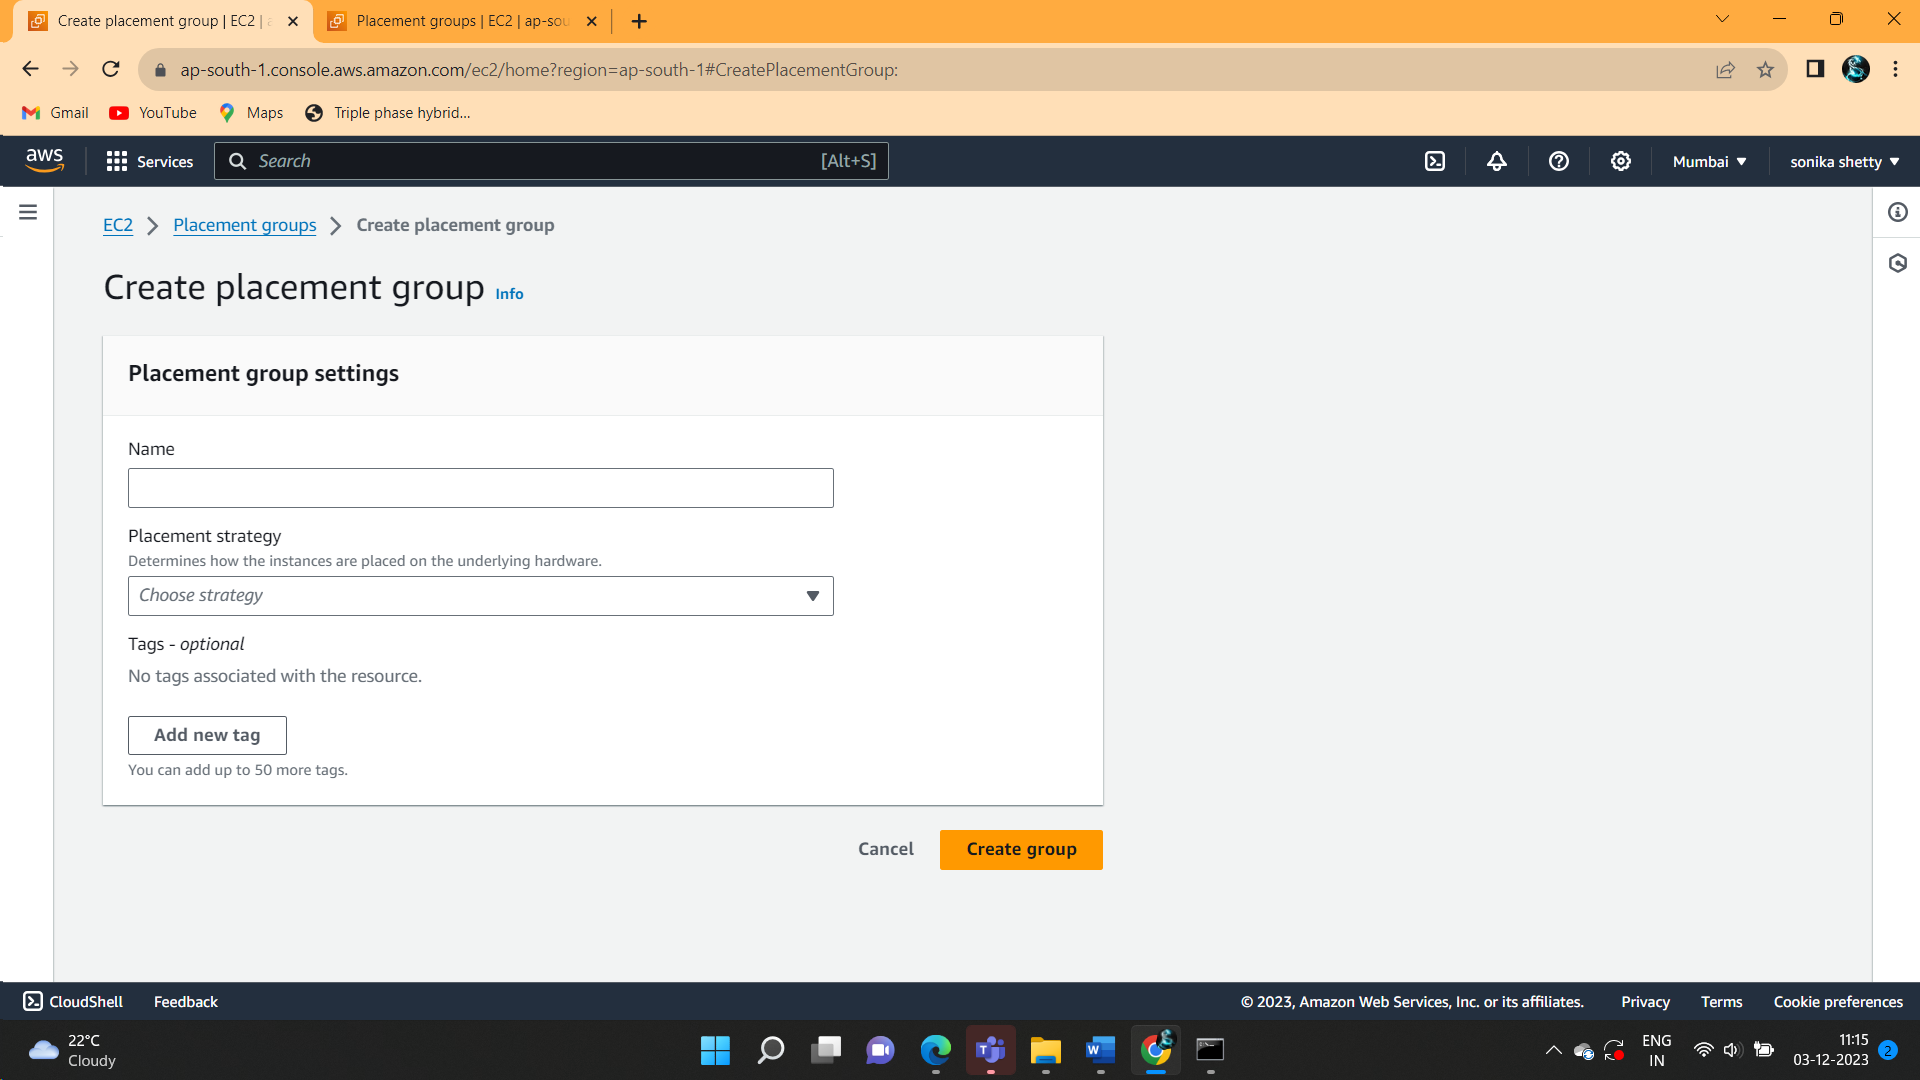 Create placement group | EC2 | a
Placement groups | EC2 | ap-sou
ap-south-1.console.aws.amazon.com/ec2/home?region=ap-south-1#CreatePlacementGroup:
Gmail
YouTube
Maps
Triple phase hybrid...
aws
Services
Search
[Alt+S]
Mumbai
sonika shetty
EC2
Placement groups
Create placement group
Create placement group
Info
Placement group settings
Name
Placement strategy
Determines how the instances are placed on the underlying hardware.
Choose strategy
Tags - optional
No tags associated with the resource.
Add new tag
You can add up to 50 more tags.
Cancel
Create group
CloudShell
Feedback
© 2023, Amazon Web Services, Inc. or its affiliates.
Privacy
Terms
Cookie preferences
22°C
Cloudy
ENG
IN
11:15
03-12-2023
2